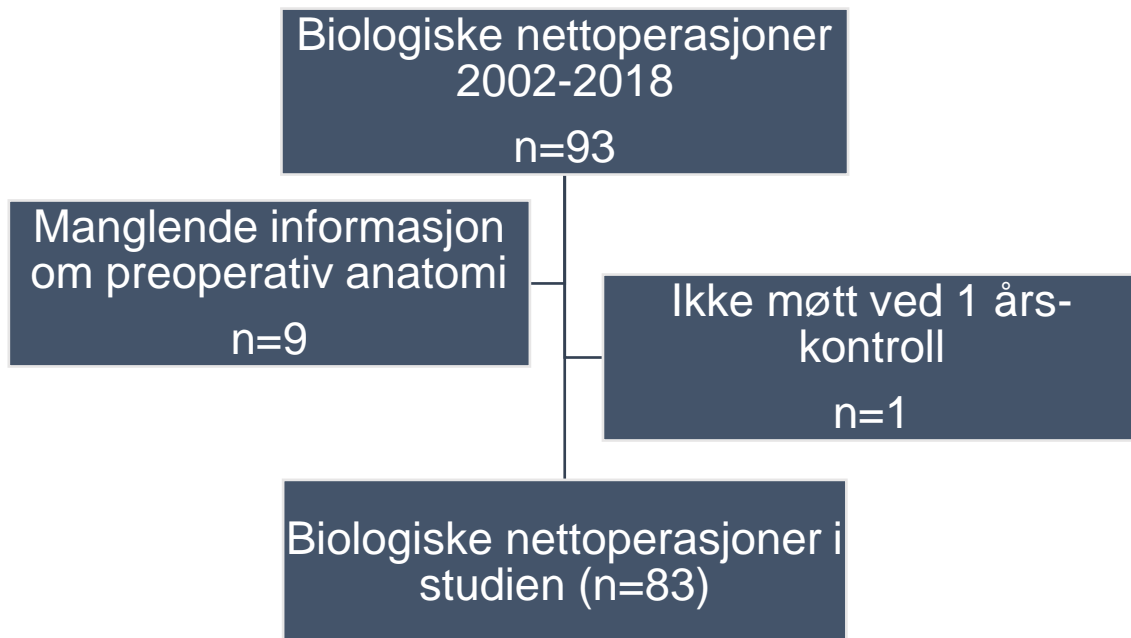 Biologiske nettoperasjoner
2002-2018
n=93
Manglende informasjon
om preoperativ anatomi
n=9
Ikke møtt ved 1 års-
kontroll
n=1
Biologiske nettoperasjoner i
studien (n=83)